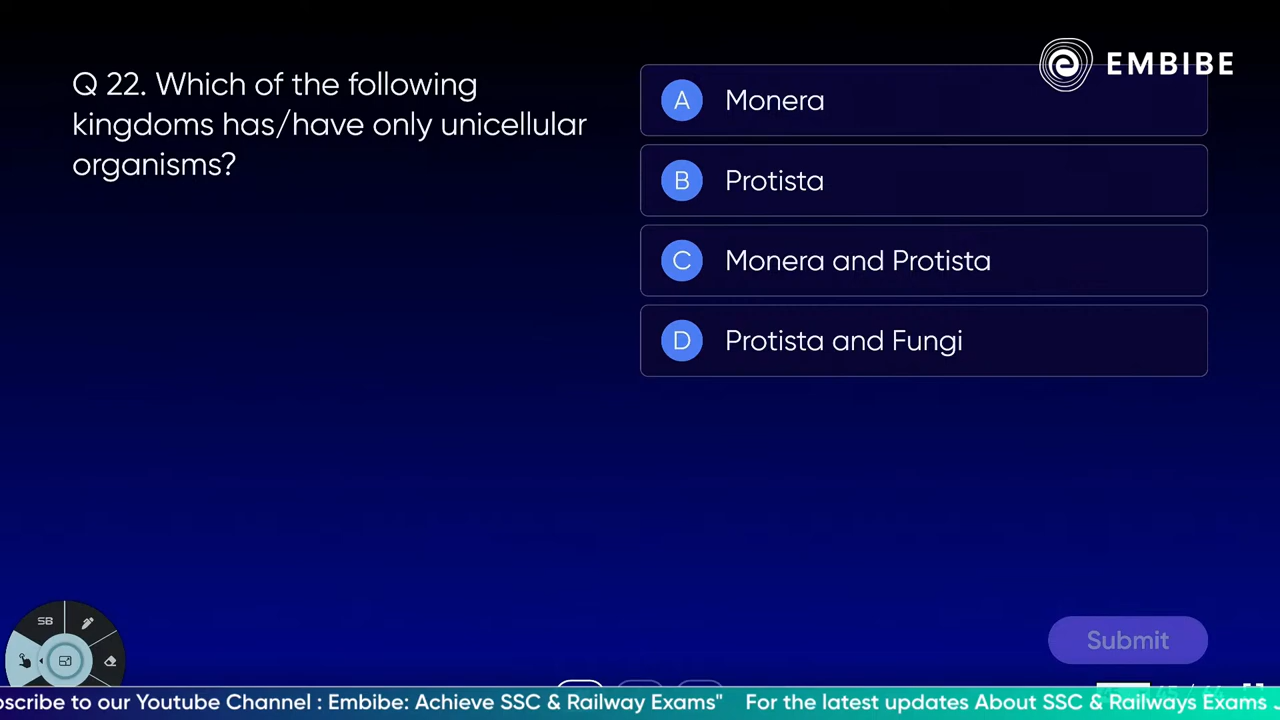 EMBIBE
Q 22. Which of the following
kingdoms has/have only unicellular
organisms?
A Monera
B Protista
C Monera and Protista
D Protista and Fungi
SB
Submit
scribe to our Youtube Channel : Embibe: Achieve SSC & Railway Exams" For the latest updates About SSC & Railways Exams